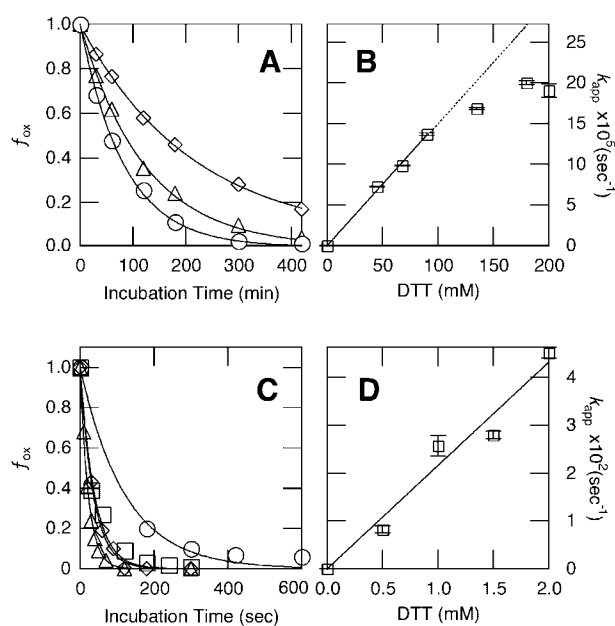 A
1.0
0.8
0.6
0.4
0.2
0.0
f_ox
0 100 200 300 400
Incubation Time (min)
B
25
20
15
10
5
0
k_app x10^5 (sec^-1)
0 50 100 150 200
DTT (mM)
C
1.0
0.8
0.6
0.4
0.2
0
f_ox
0 200 400 600
Incubation Time (sec)
D
4
3
2
1
0
k_app x10^2 (sec^-1)
0.0 0.5 1.0 1.5 2.0
DTT (mM)